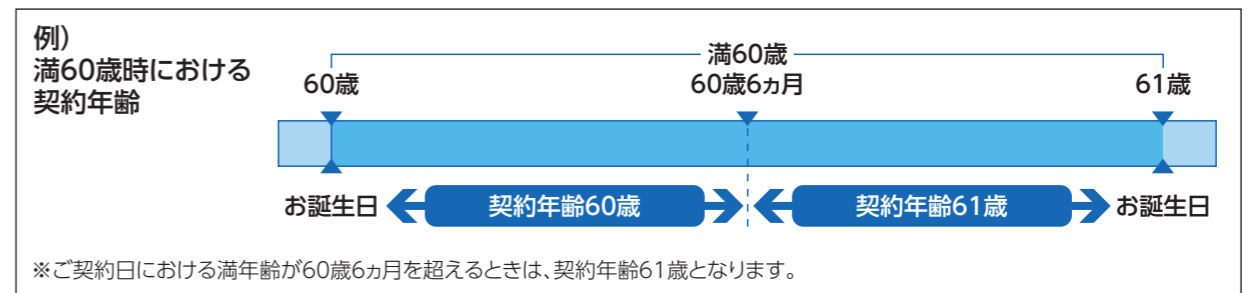 例)
満60歳時における
契約年齢
満60歳
60歳
60歳6ヵ月
61歳
お誕生日
契約年齢60歳
契約年齢61歳
お誕生日
※ご契約日における満年齢が60歳6ヵ月を超えるときは、契約年齢61歳となります。